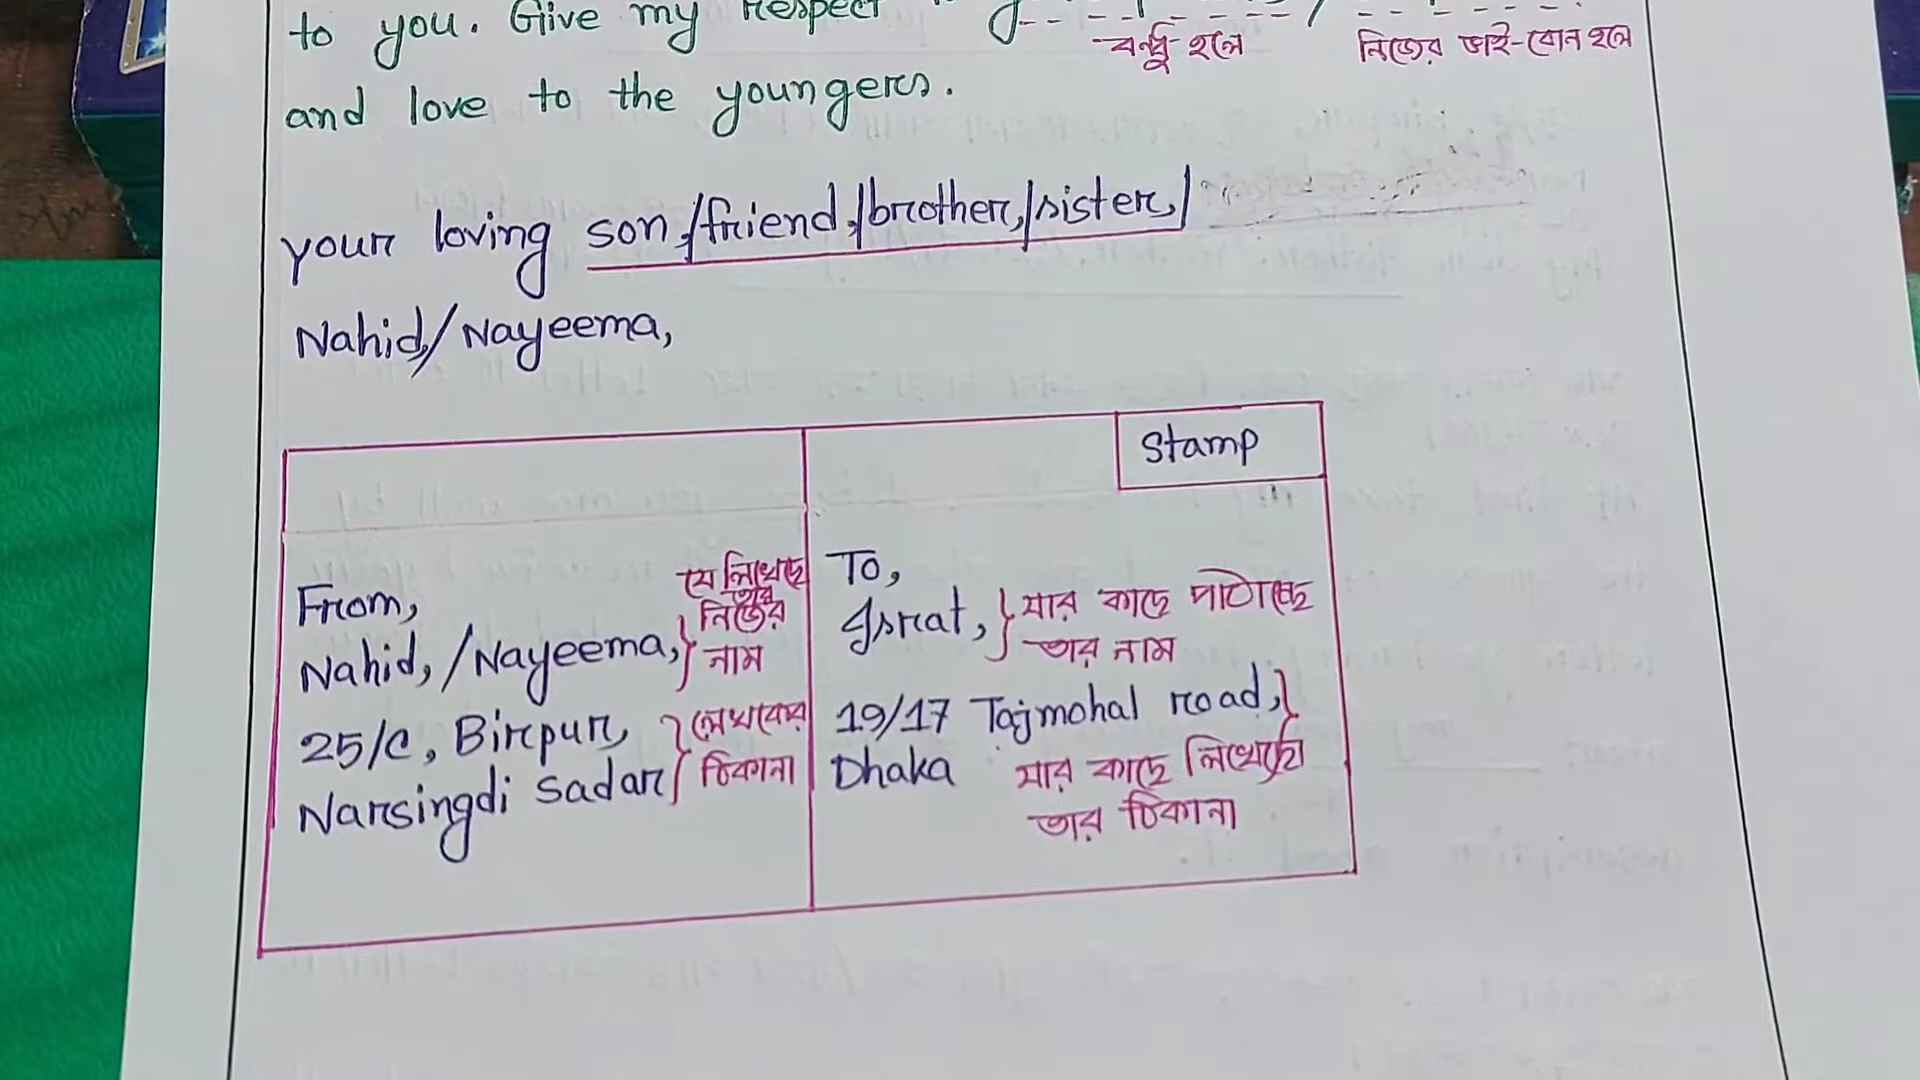 to you. Give my respect
বন্ধু হলে নিজের ভাই-বোন হলে
and love to the youngers.
your loving son,/friend,/brother,/sister,/
Nahid,/Nayeema,
Stamp
From,
Nahid,/Nayeema,
যে লিখেছে
তার
নিজের
নাম
25/C, Birpur,
Narsingdi sadar
লেখকের
ঠিকানা
To,
Israt,
যার কাছে পাঠাচ্ছে
তার নাম
19/17 Tajmohal road,
Dhaka
যার কাছে লিখেছো
তার ঠিকানা